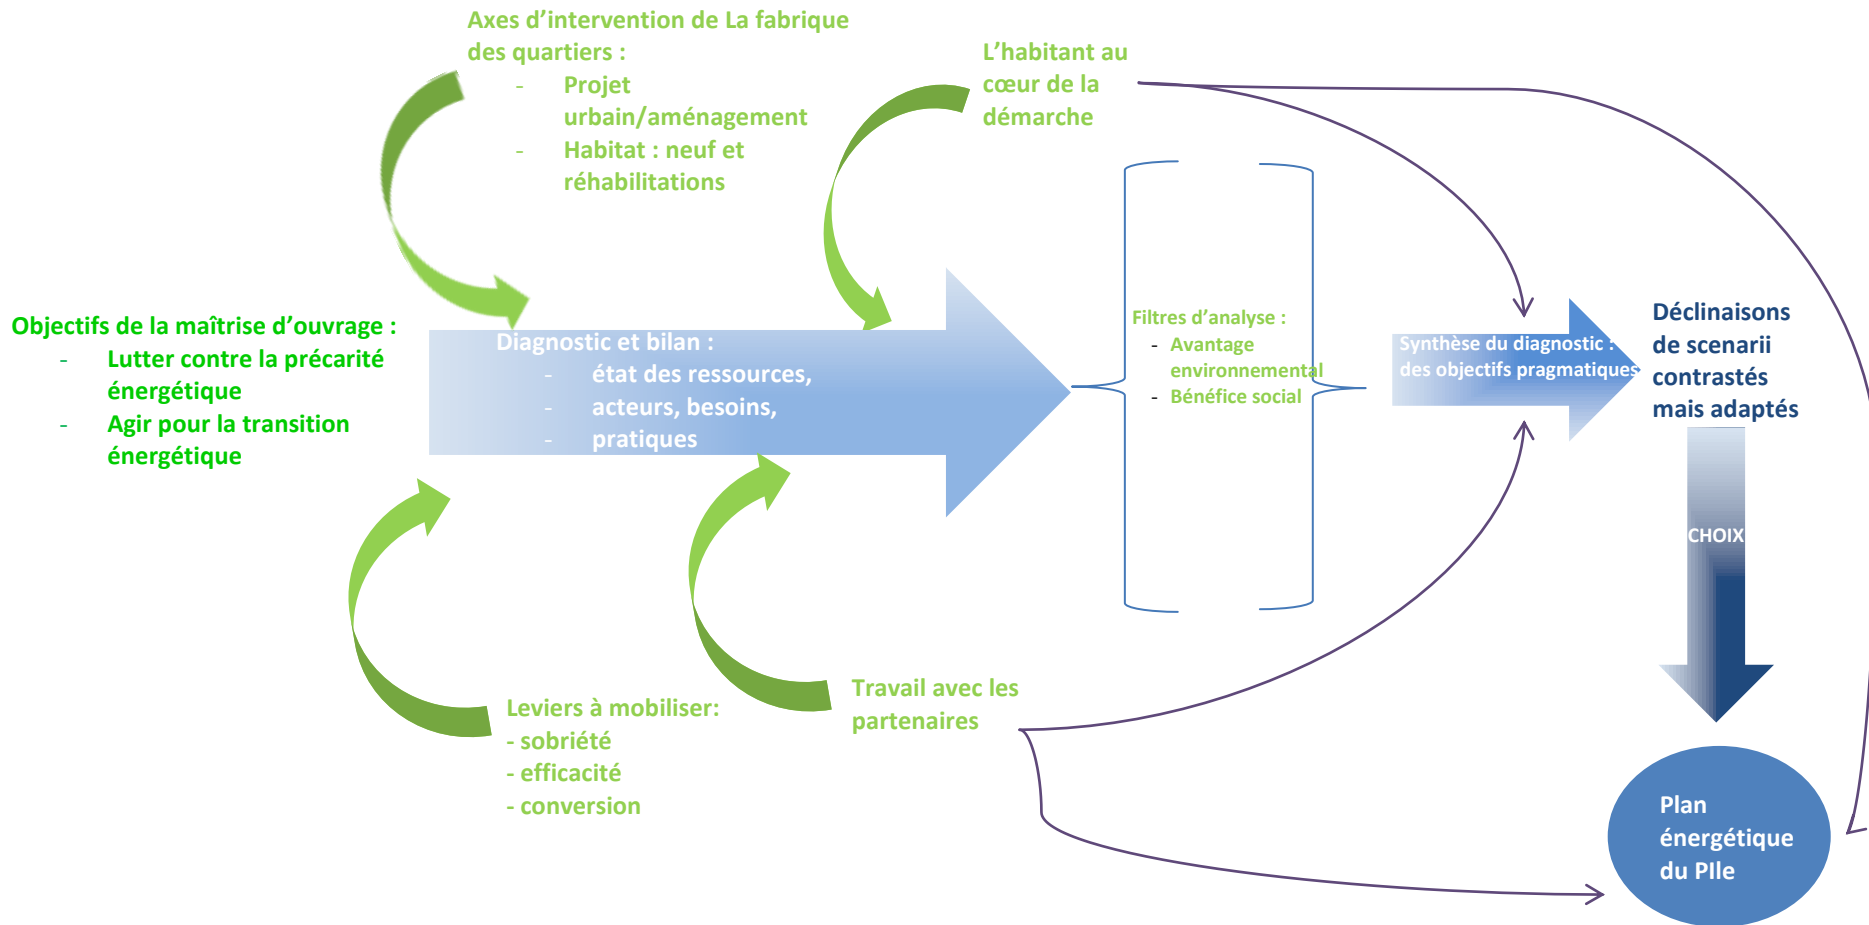 Axes d’intervention de La fabrique
des quartiers :
- Projet
urbain/aménagement
- Habitat : neuf et
réhabilitations
L’habitant au
cœur de la
démarche
Objectifs de la maîtrise d’ouvrage :
- Lutter contre la précarité
énergétique
- Agir pour la transition
énergétique
Diagnostic et bilan :
- état des ressources,
- acteurs, besoins,
- pratiques
Filtres d’analyse :
- Avantage
environnemental
- Bénéfice social
Synthèse du diagnostic :
des objectifs pragmatiques
Déclinaisons
de scenarii
contrastés
mais adaptés
CHOIX
Leviers à mobiliser:
- sobriété
- efficacité
- conversion
Travail avec les
partenaires
Plan
énergétique
du PIle